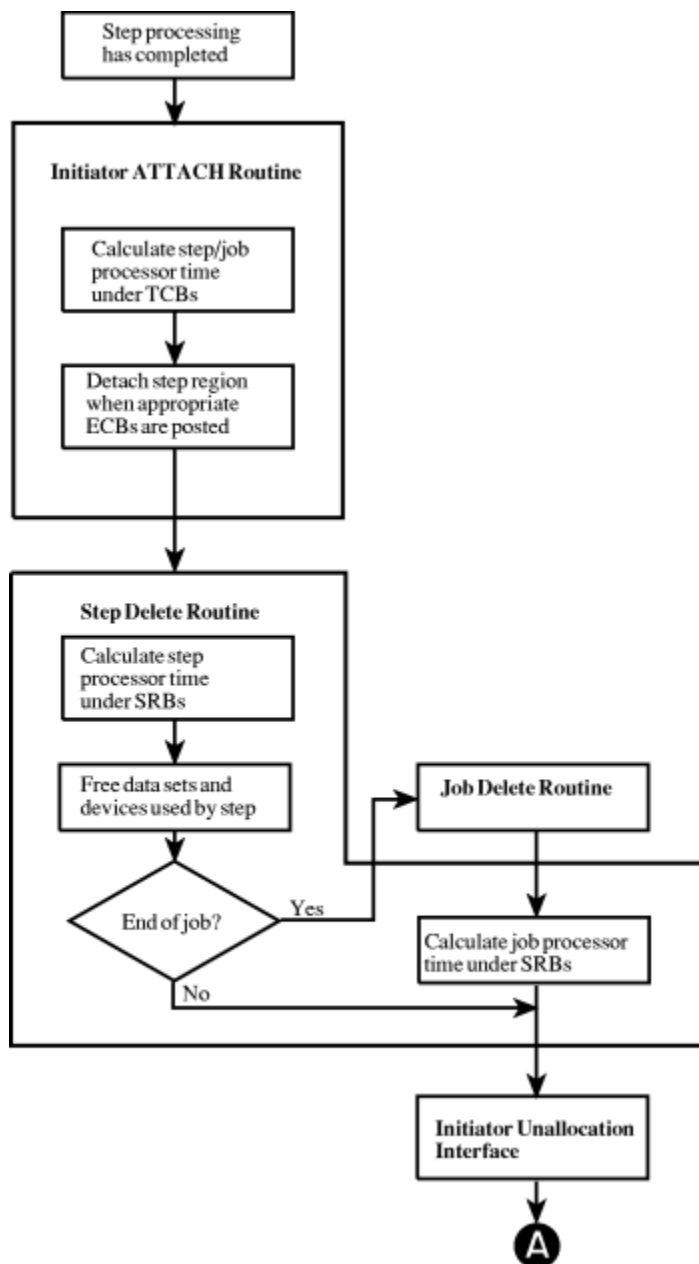 Step processing
has completed
Initiator ATTACH Routine
Calculate step/job
processor time
under TCBs
Detach step region
when appropriate
ECBs are posted
Step Delete Routine
Calculate step
processor time
under SRBs
Free data sets and
devices used by step
Job Delete Routine
End of job?
Yes
Calculate job processor
time under SRBs
No
Initiator Unallocation
Interface
A